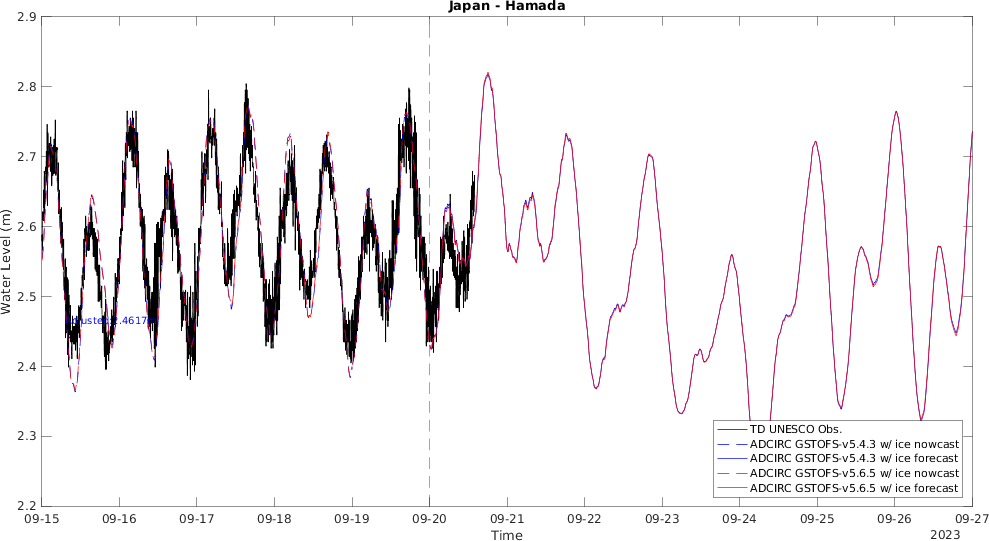 Japan - Hamada
2.9
2.8
2.7
2.6
2.5
2.4
2.3
2.2
Water Level (m)
TD UNESCO Obs.
ADCIRC GSTOFS-v5.4.3 w/ ice nowcast
ADCIRC GSTOFS-v5.4.3 w/ ice forecast
ADCIRC GSTOFS-v5.6.5 w/ ice nowcast
ADCIRC GSTOFS-v5.6.5 w/ ice forecast
09-15 09-16 09-17 09-18 09-19 09-20 09-21 09-22 09-23 09-24 09-25 09-26 09-27
Time
2023